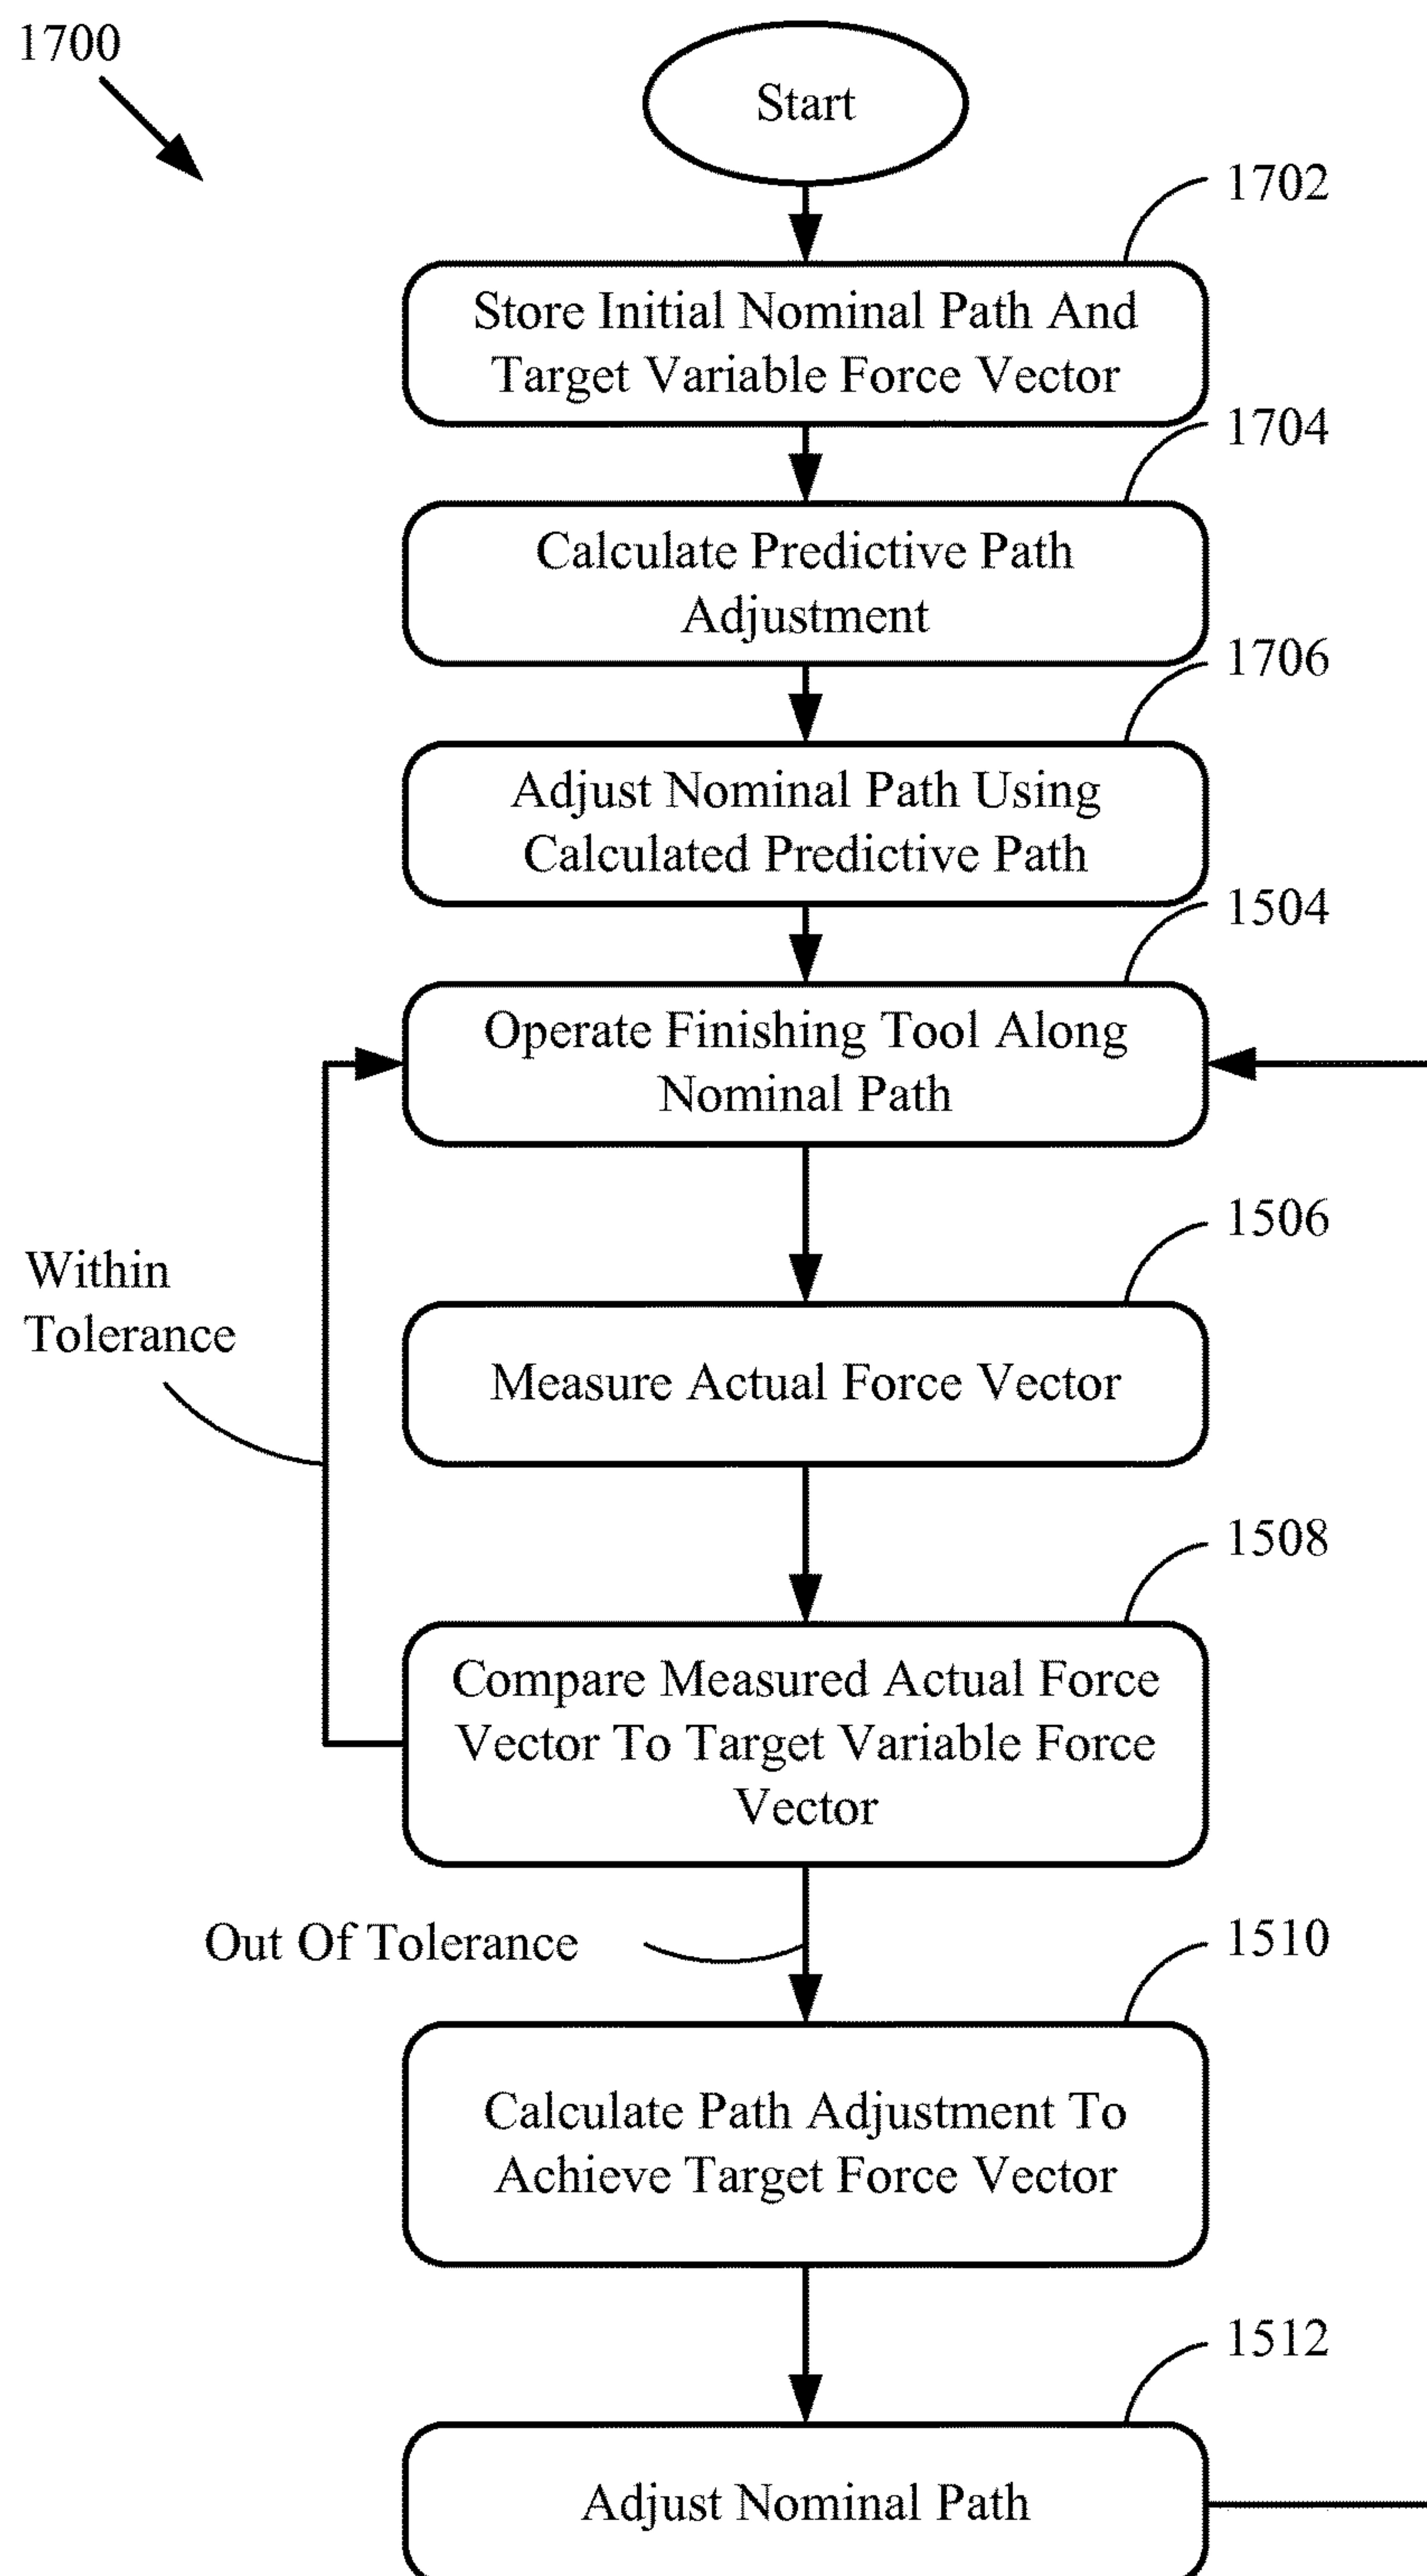 1700
Start
1702
Store Initial Nominal Path And
Target Variable Force Vector
1704
Calculate Predictive Path
Adjustment
1706
Adjust Nominal Path Using
Calculated Predictive Path
1504
Operate Finishing Tool Along
Nominal Path
1506
Within
Tolerance
Measure Actual Force Vector
1508
Compare Measured Actual Force
Vector To Target Variable Force
Vector
Out Of Tolerance
1510
Calculate Path Adjustment To
Achieve Target Force Vector
1512
Adjust Nominal Path